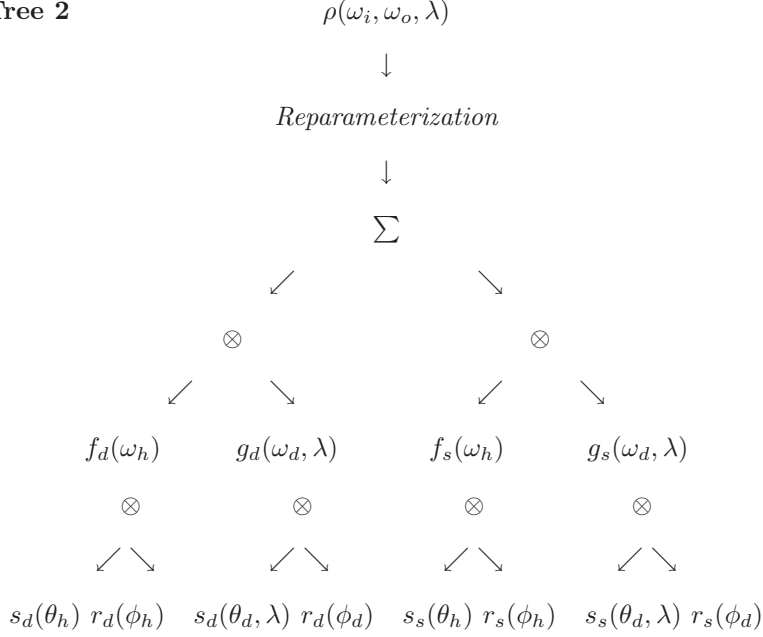 Tree 2
ρ(ω_i, ω_o, λ)
↓
Reparameterization
↓
∑
↙ ↘
⊗ ⊗
↙ ↘ ↙ ↘
f_d(ω_h) g_d(ω_d, λ) f_s(ω_h) g_s(ω_d, λ)
⊗ ⊗ ⊗ ⊗
↙ ↘ ↙ ↘ ↙ ↘ ↙ ↘
s_d(θ_h) r_d(ϕ_h) s_d(θ_d, λ) r_d(ϕ_d) s_s(θ_h) r_s(ϕ_h) s_s(θ_d, λ) r_s(ϕ_d)